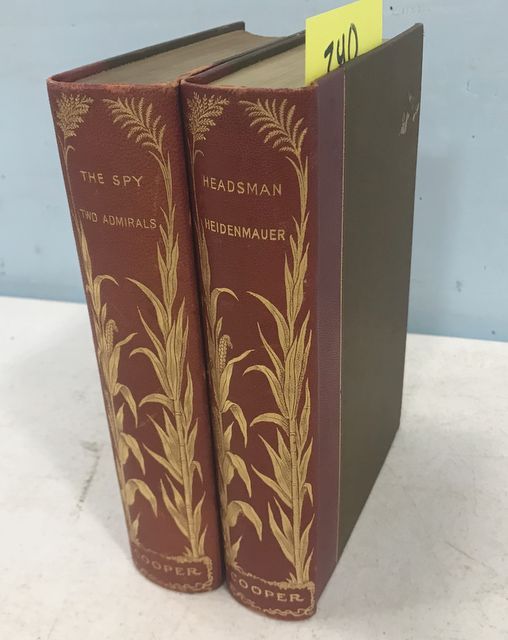 740
THE SPY
TWO ADMIRALS
COOPER
HEADSMAN
HEIDENMAUER
COOPER